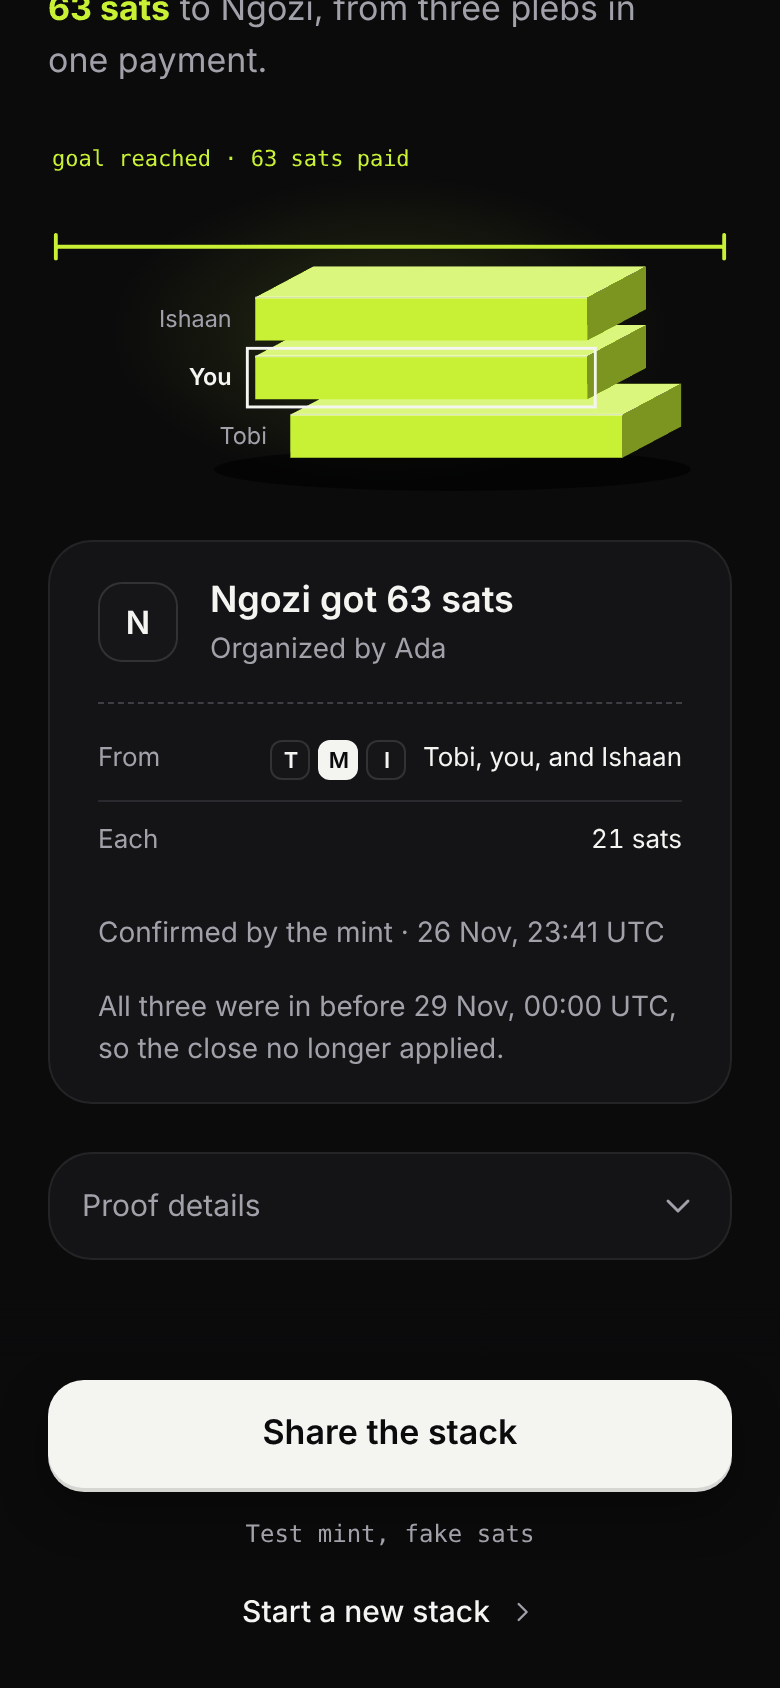 63 sats to Ngozi, from three plebs in
one payment.
goal reached · 63 sats paid
Ishaan
You
Tobi
N
Ngozi got 63 sats
Organized by Ada
From T M I Tobi, you, and Ishaan
Each 21 sats
Confirmed by the mint · 26 Nov, 23:41 UTC
All three were in before 29 Nov, 00:00 UTC,
so the close no longer applied.
Proof details
Share the stack
Test mint, fake sats
Start a new stack